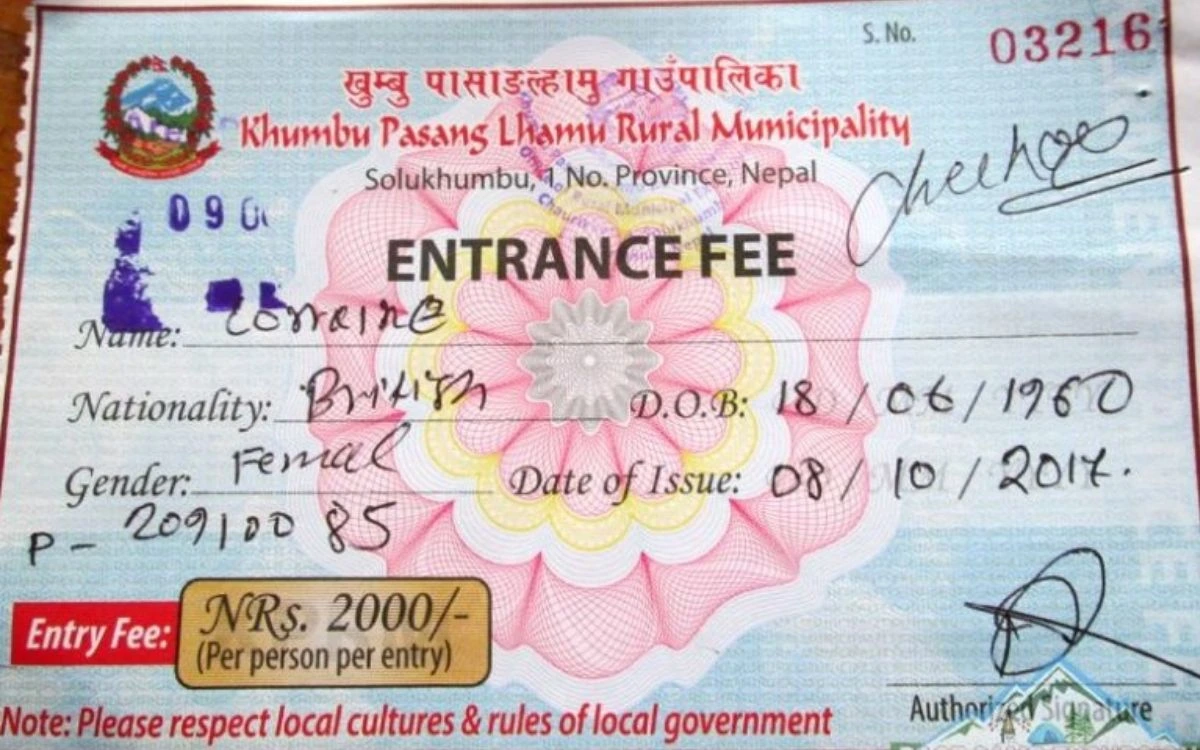 S. No. 03216
खुम्बु पासाङल्हामु गाउँपालिका
Khumbu Pasang Lhamu Rural Municipality
Solukhumbu, 1 No. Province, Nepal
09
ENTRANCE FEE
Name: Lorraine
Nationality: British D.O.B: 18 / 06 / 1960
Gender: Femal Date of Issue: 08 / 10 / 2017.
P - 20910085
Entry Fee: NRs. 2000/-
(Per person per entry)
Authorized Signature
Note: Please respect local cultures & rules of local government